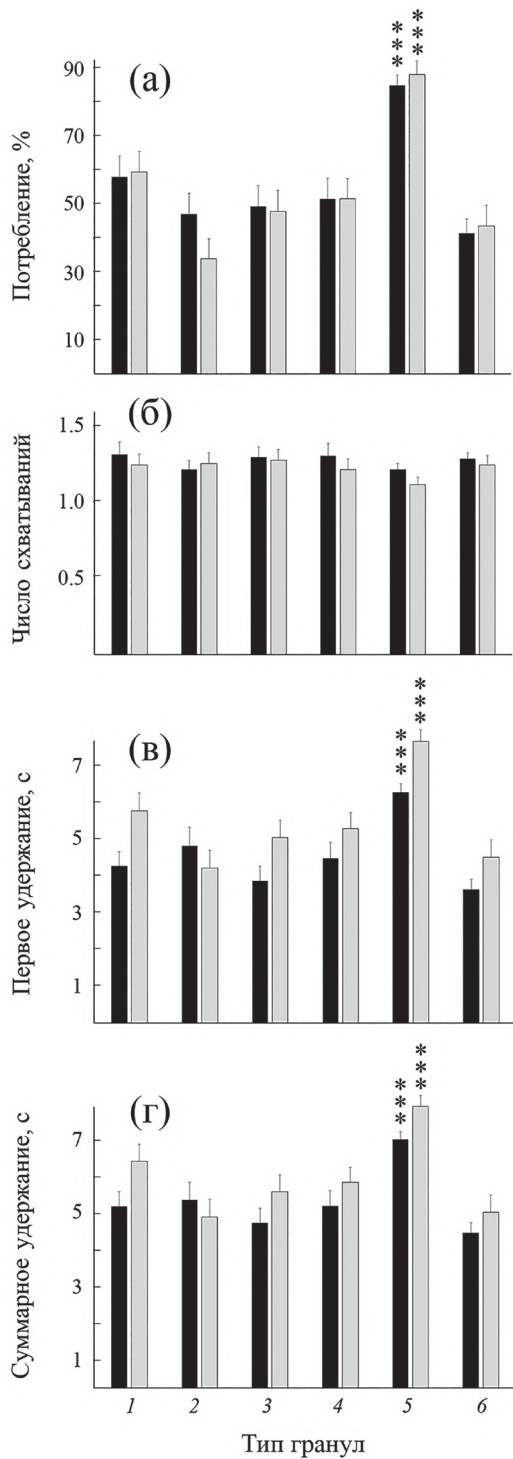 ***
***
(а)
90
70
50
30
10
Потребление, %
(б)
1.5
1.0
0.5
Число схватываний
***
***
(в)
7
5
3
1
Первое удержание, с
***
***
(г)
7
5
3
1
Суммарное удержание, с
1 2 3 4 5 6
Тип гранул